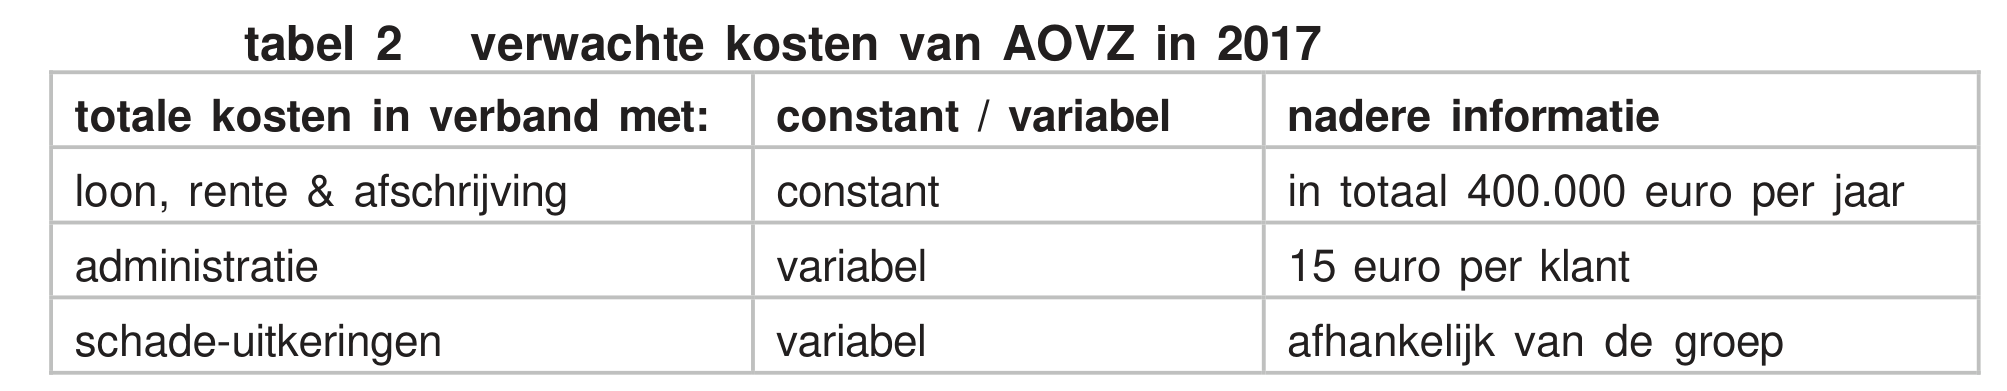 tabel 2 verwachte kosten van AOVZ in 2017
totale kosten in verband met: constant / variabel nadere informatie
loon, rente & afschrijving constant in totaal 400.000 euro per jaar
administratie variabel 15 euro per klant
schade-uitkeringen variabel afhankelijk van de groep